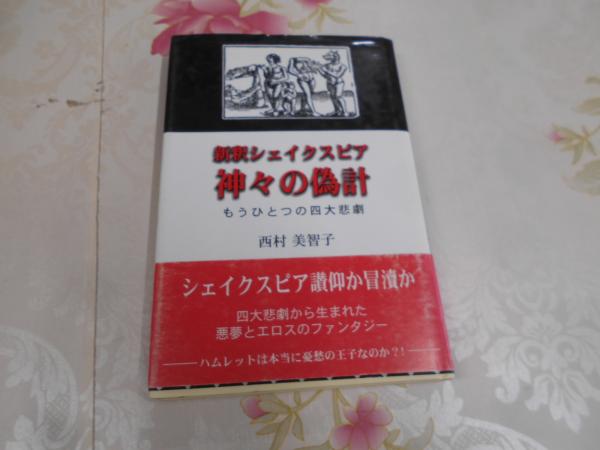 新釈シェイクスピア
神々の偽計
もうひとつの四大悲劇
西村 美智子
シェイクスピア讃仰か冒瀆か
四大悲劇から生まれた
悪夢とエロスのファンタジー
――ハムレットは本当に憂愁の王子なのか?!――